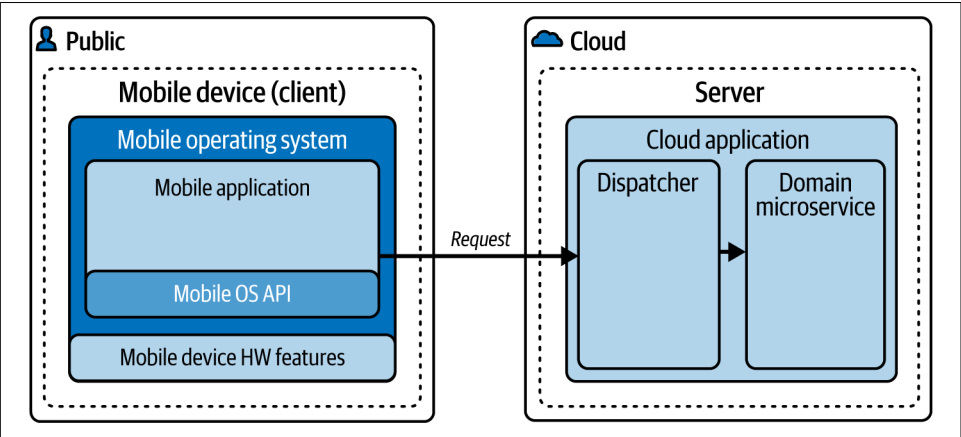 Public
Mobile device (client)
Mobile operating system
Mobile application
Mobile OS API
Mobile device HW features
Request
Cloud
Server
Cloud application
Dispatcher
Domain
microservice